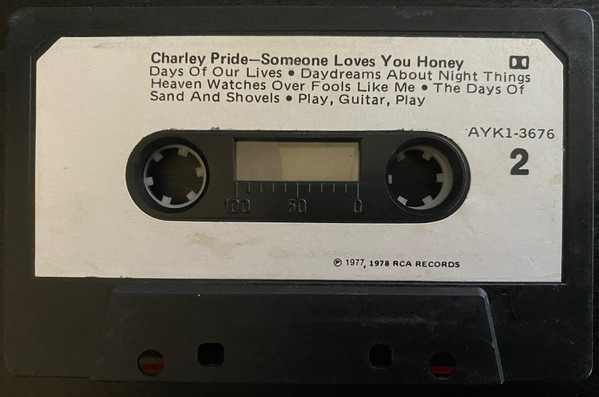 Charley Pride—Someone Loves You Honey
Days Of Our Lives • Daydreams About Night Things
Heaven Watches Over Fools Like Me • The Days Of
Sand And Shovels • Play, Guitar, Play
AYK1-3676
2
100 50 0
℗ 1977, 1978 RCA RECORDS